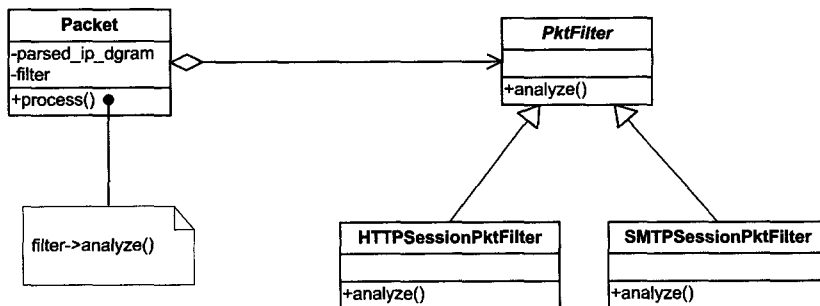 Packet
-parsed_ip_dgram
-filter
+process()
PktFilter
+analyze()
filter->analyze()
HTTPSessionPktFilter
+analyze()
SMTPSessionPktFilter
+analyze()